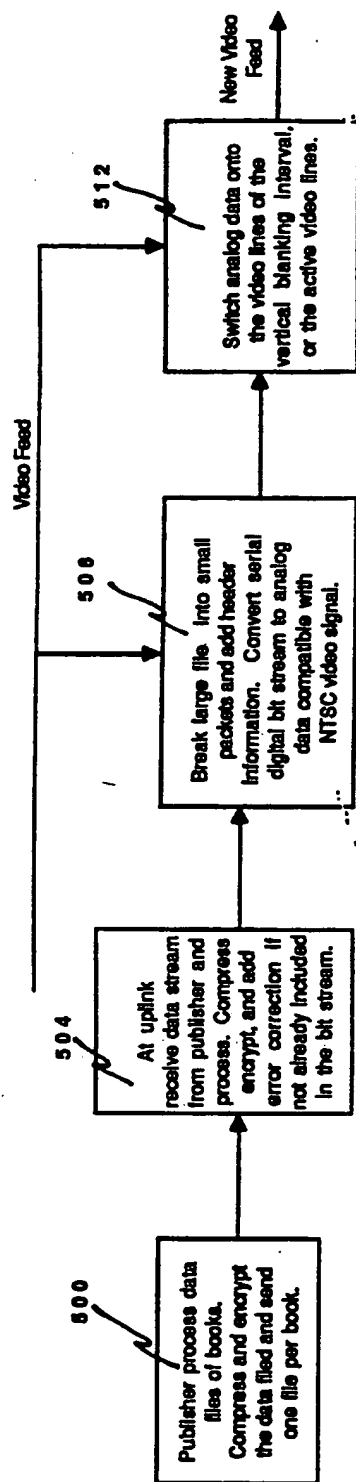 500
Publisher process data
files of books.
Compress and encrypt
the data filed and send
one file per book.
504
At uplink
receive data stream
from publisher and
process. Compress
encrypt, and add
error correction if
not already included
in the bit stream.
Video Feed
508
Break large file into small
packets and add header
information. Convert serial
digital bit stream to analog
data compatible with
NTSC video signal.
512
Switch analog data onto
the video lines of the
vertical blanking interval,
or the active video lines.
New Video
Feed